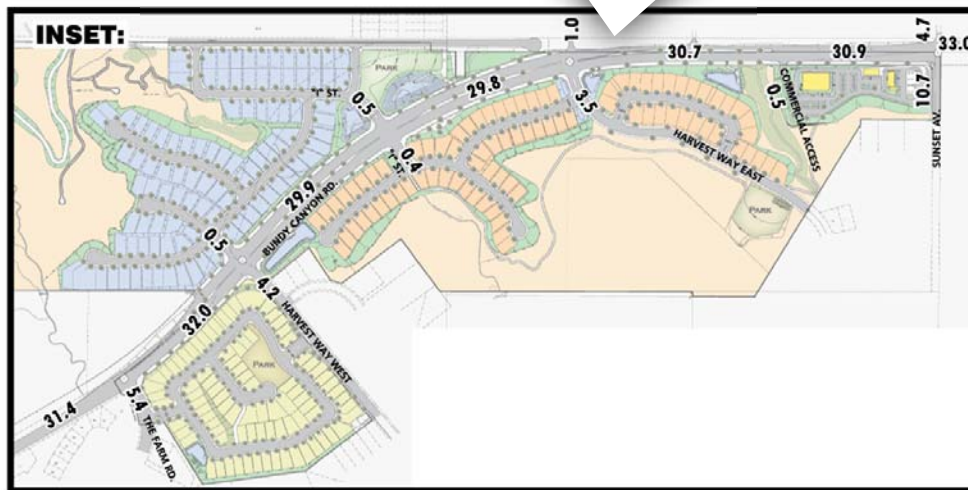 INSET:
1.0
4.7
33.0
30.7
30.9
PARK
29.8
"I" ST.
0.5
3.5
COMMERCIAL ACCESS
0.5
10.7
SUNSET AV.
HARVEST WAY EAST
0.4
29.9
PARK
BUNDY CANYON RD.
0.5
4.2
HARVEST WAY WEST
32.0
PARK
5.4
THE FARM RD.
31.4